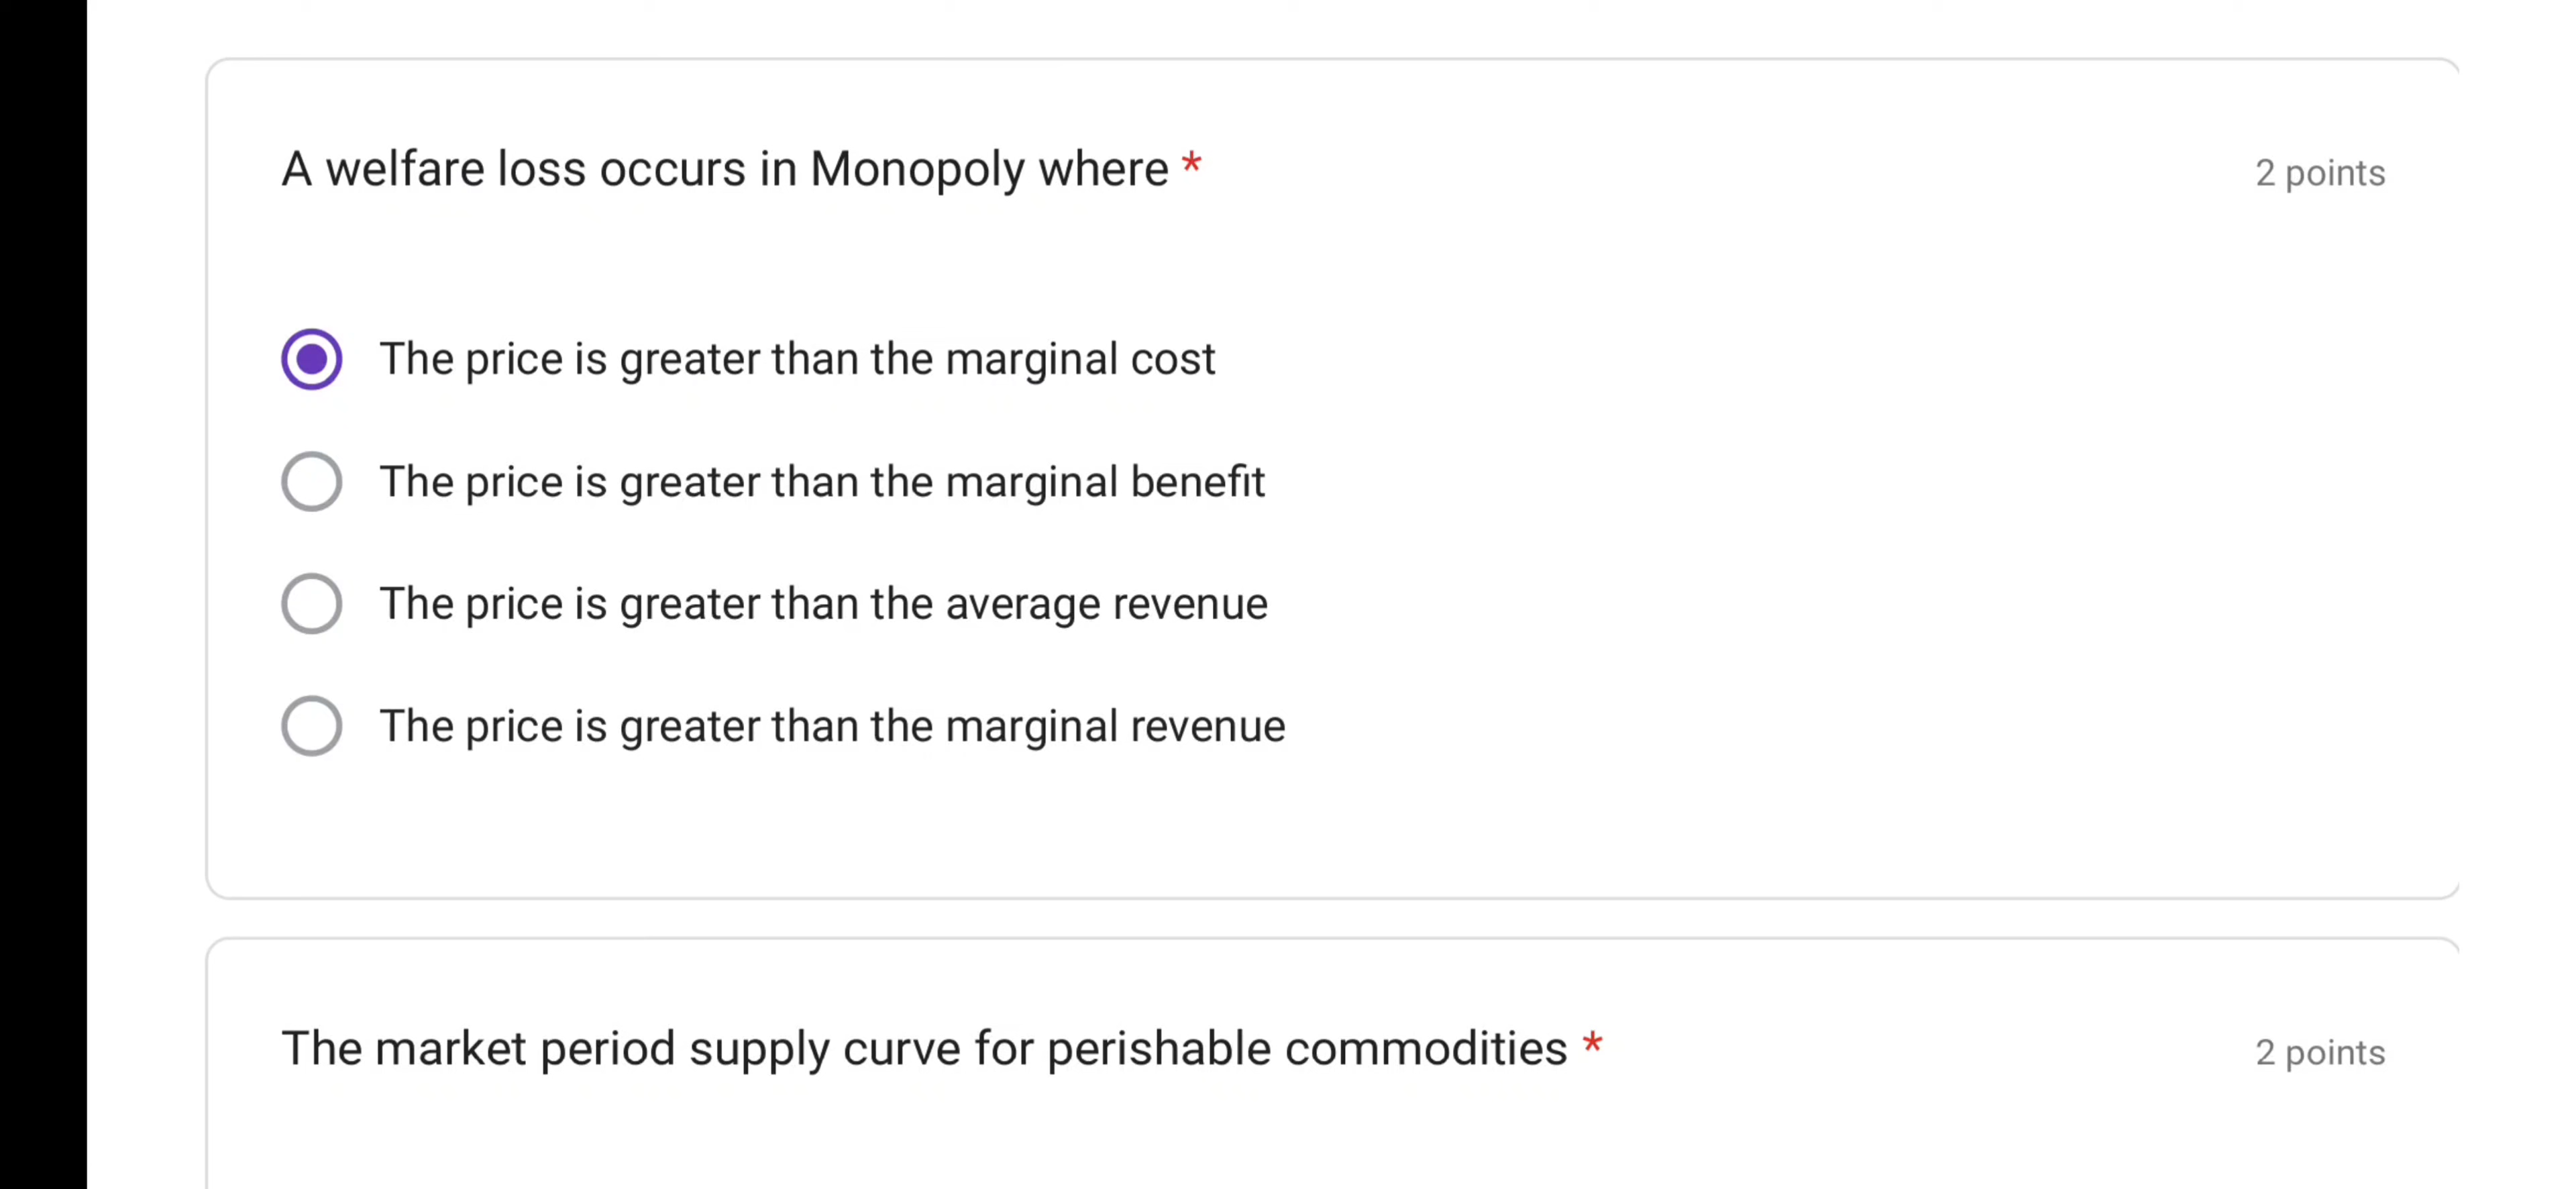 A welfare loss occurs in Monopoly where *
2 points
The price is greater than the marginal cost
The price is greater than the marginal benefit
The price is greater than the average revenue
The price is greater than the marginal revenue
The market period supply curve for perishable commodities *
2 points